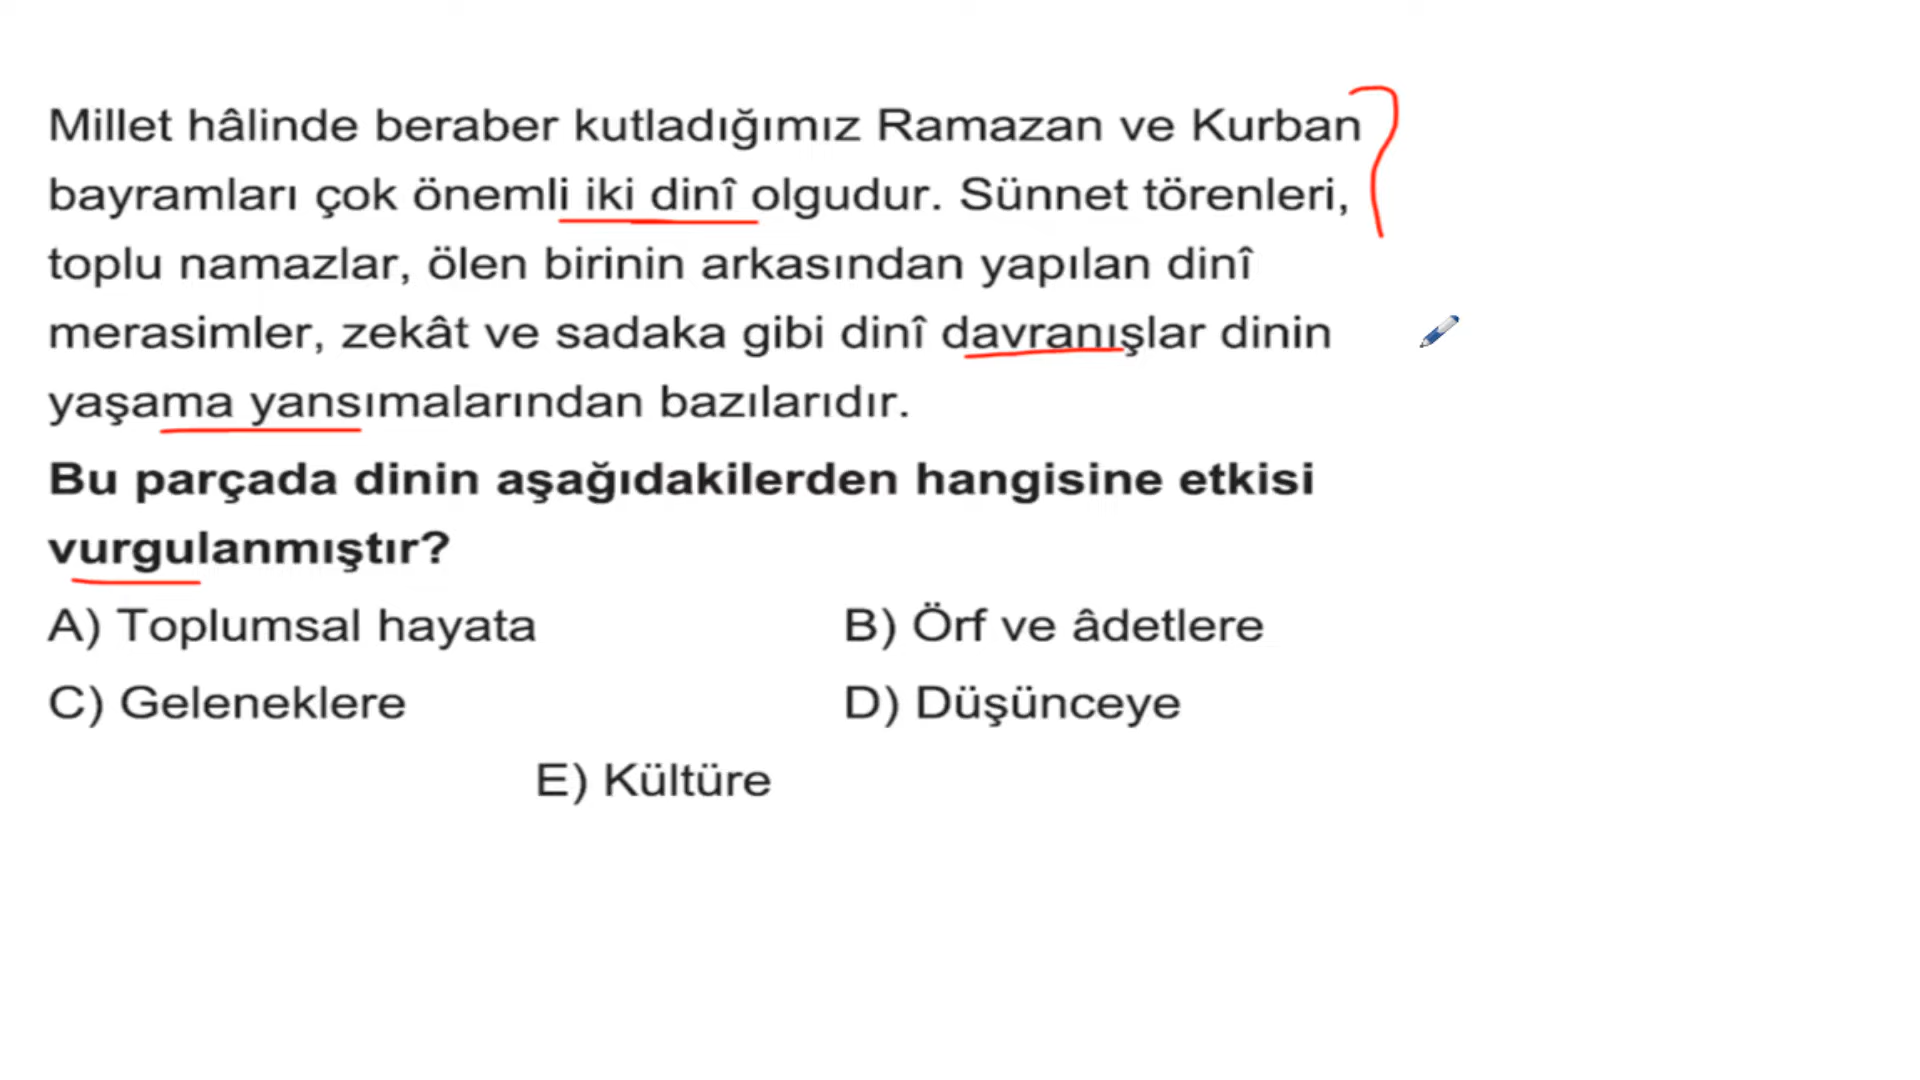 Millet hâlinde beraber kutladığımız Ramazan ve Kurban
bayramları çok önemli iki dinî olgudur. Sünnet törenleri,
toplu namazlar, ölen birinin arkasından yapılan dinî
merasimler, zekât ve sadaka gibi dinî davranışlar dinin
yaşama yansımalarından bazılarıdır.
Bu parçada dinin aşağıdakilerden hangisine etkisi
vurgulanmıştır?
A) Toplumsal hayata
B) Örf ve âdetlere
C) Geleneklere
D) Düşünceye
E) Kültüre